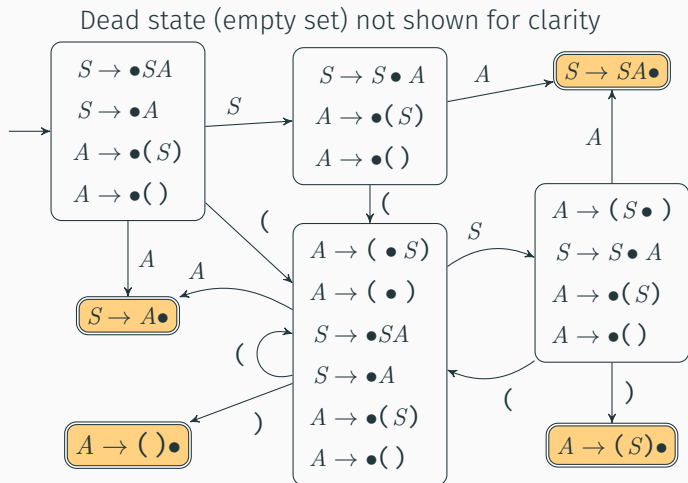 Dead state (empty set) not shown for clarity
S → •SA
S → •A
A → •(S)
A → •()
S
S → S• A
A → •(S)
A → •()
A
S → SA•
A
(
(
A
S → A•
A
A → (• S)
A → (•)
S → •SA
S → •A
A → •(S)
A → •()
(
)
A → ()•
S
A → (S•)
S → S• A
A → •(S)
A → •()
(
)
A → (S)•